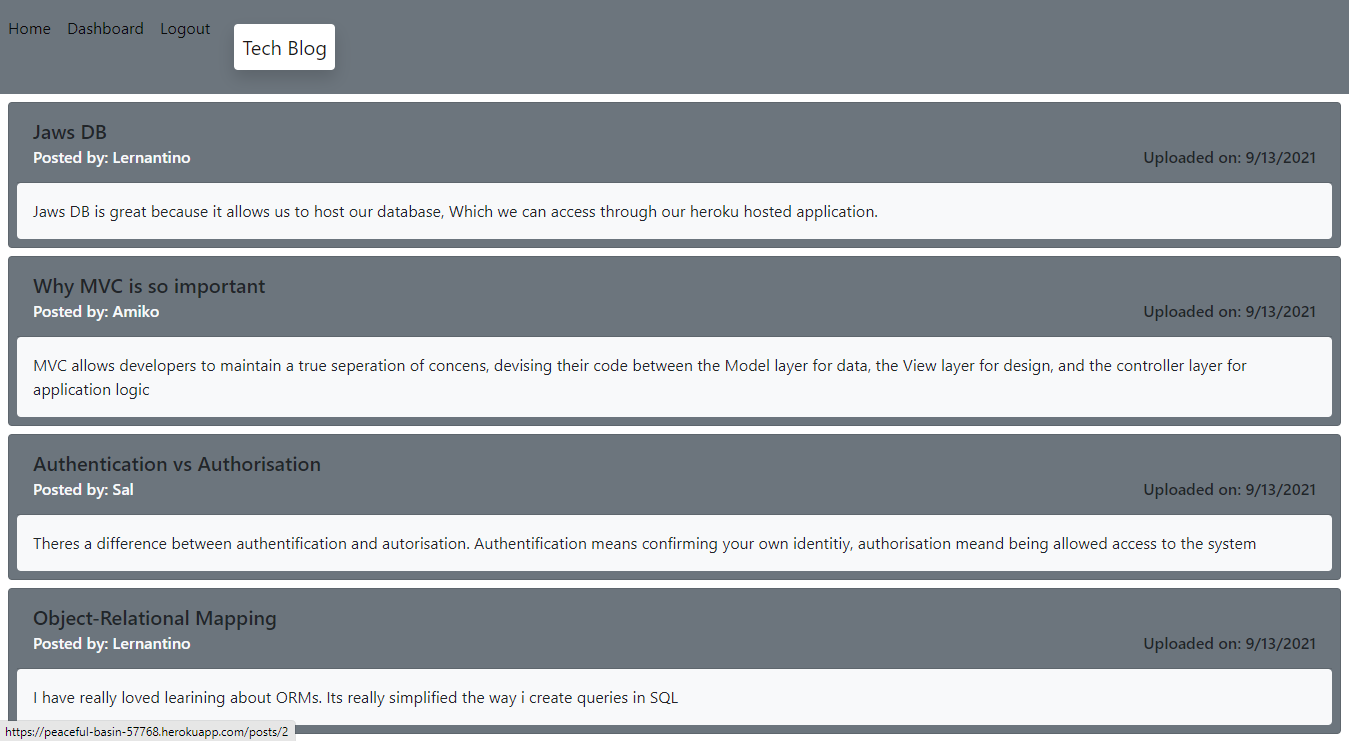 Home Dashboard Logout Tech Blog
Jaws DB
Posted by: Lernantino Uploaded on: 9/13/2021
Jaws DB is great because it allows us to host our database, Which we can access through our heroku hosted application.
Why MVC is so important
Posted by: Amiko Uploaded on: 9/13/2021
MVC allows developers to maintain a true seperation of concens, devising their code between the Model layer for data, the View layer for design, and the controller layer for
application logic
Authentication vs Authorisation
Posted by: Sal Uploaded on: 9/13/2021
Theres a difference between authentification and autorisation. Authentification means confirming your own identitiy, authorisation meand being allowed access to the system
Object-Relational Mapping
Posted by: Lernantino Uploaded on: 9/13/2021
I have really loved learining about ORMs. Its really simplified the way i create queries in SQL
https://peaceful-basin-57768.herokuapp.com/posts/2